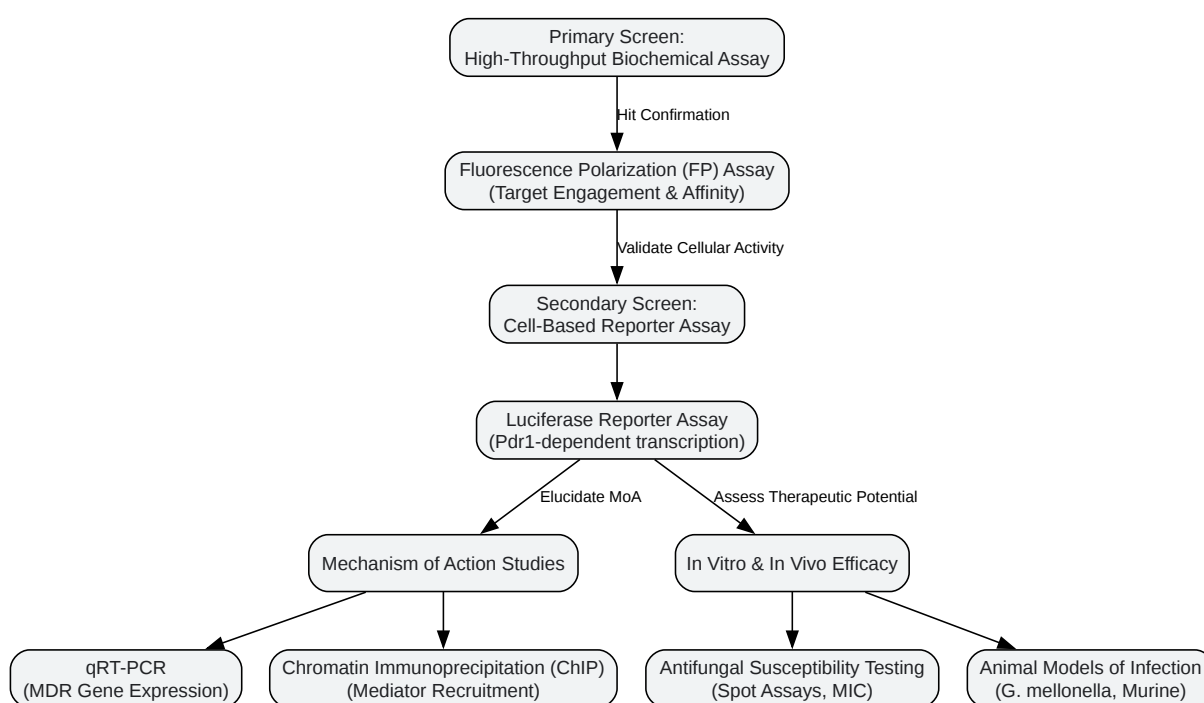 Primary Screen:
High-Throughput Biochemical Assay
Hit Confirmation
Fluorescence Polarization (FP) Assay
(Target Engagement & Affinity)
Validate Cellular Activity
Secondary Screen:
Cell-Based Reporter Assay
Luciferase Reporter Assay
(Pdr1-dependent transcription)
Elucidate MoA
Assess Therapeutic Potential
Mechanism of Action Studies
In Vitro & In Vivo Efficacy
qRT-PCR
(MDR Gene Expression)
Chromatin Immunoprecipitation (ChIP)
(Mediator Recruitment)
Antifungal Susceptibility Testing
(Spot Assays, MIC)
Animal Models of Infection
(G. mellonella, Murine)